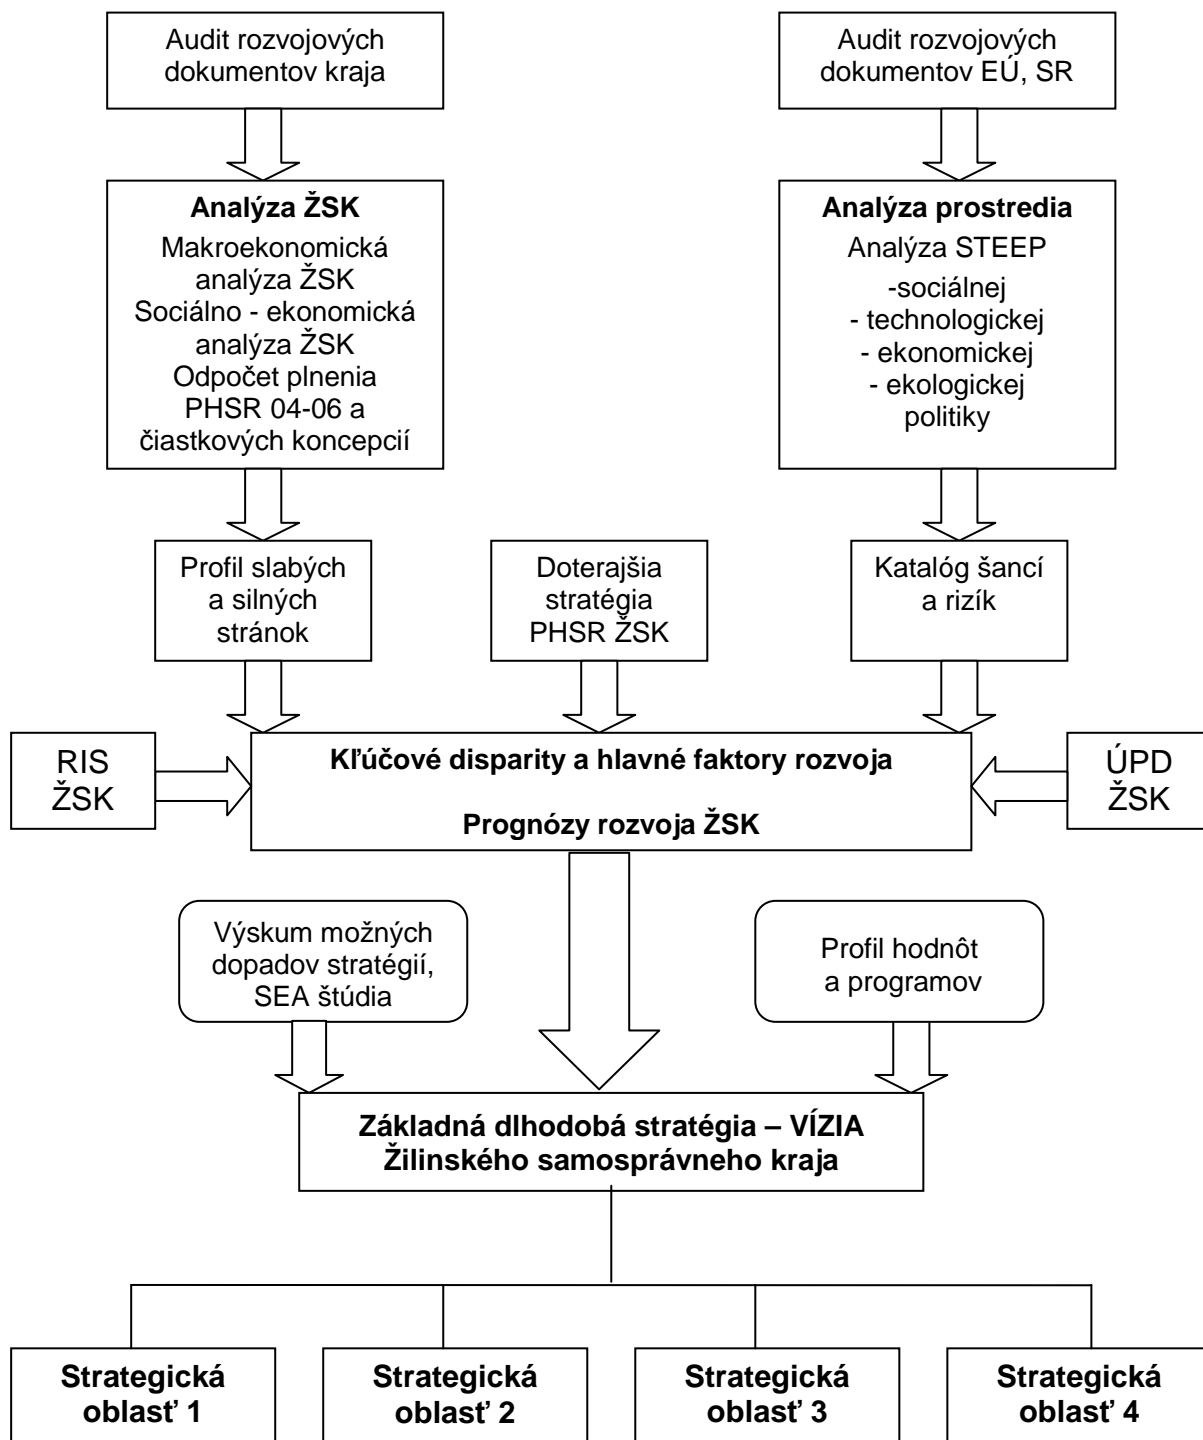 Audit rozvojových
dokumentov kraja
Audit rozvojových
dokumentov EÚ, SR
Analýza ŽSK
Makroekonomická
analýza ŽSK
Sociálno - ekonomická
analýza ŽSK
Odpočet plnenia
PHSR 04-06 a
čiastkových koncepcií
Analýza prostredia
Analýza STEEP
-sociálnej
- technologickej
- ekonomickej
- ekologickej
politiky
Profil slabých
a silných
stránok
Doterajšia
stratégia
PHSR ŽSK
Katalóg šancí
a rizík
RIS
ŽSK
Kľúčové disparity a hlavné faktory rozvoja
Prognózy rozvoja ŽSK
ÚPD
ŽSK
Výskum možných
dopadov stratégií,
SEA štúdia
Profil hodnôt
a programov
Základná dlhodobá stratégia – VÍZIA
Žilinského samosprávneho kraja
Strategická
oblasť 1
Strategická
oblasť 2
Strategická
oblasť 3
Strategická
oblasť 4